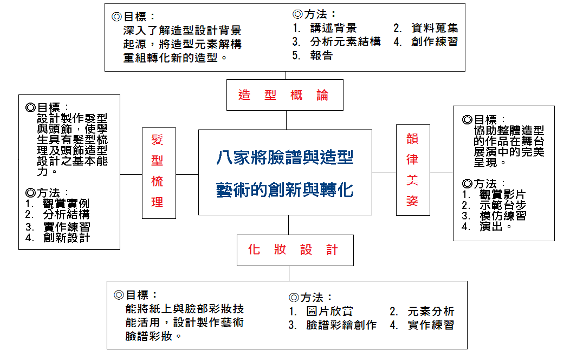 ◎目標：
深入了解造型設計背景
起源，將造型元素解構
重組轉化新的造型。
◎方法：
1. 講述背景 2. 資料蒐集
3. 分析元素結構 4. 創作練習
5. 報告
造型概論
◎目標：
設計製作髮型
與頭飾，使學
生具有髮型梳
理及頭飾造型
設計之基本能
力。
◎方法：
1. 觀賞實例
2. 分析結構
3. 實作練習
4. 創新設計
髮型梳理
八家將臉譜與造型
藝術的創新與轉化
韻律美姿
◎目標：
協助整體造型
的作品在舞台
展演中的完美
呈現。
◎方法：
1. 觀賞影片
2. 示範台步
3. 模仿練習
4. 演出。
化妝設計
◎目標：
能將紙上與臉部彩妝技
能活用，設計製作藝術
臉譜彩妝。
◎方法：
1. 圖片欣賞 2. 元素分析
3. 臉譜彩繪創作 4. 實作練習